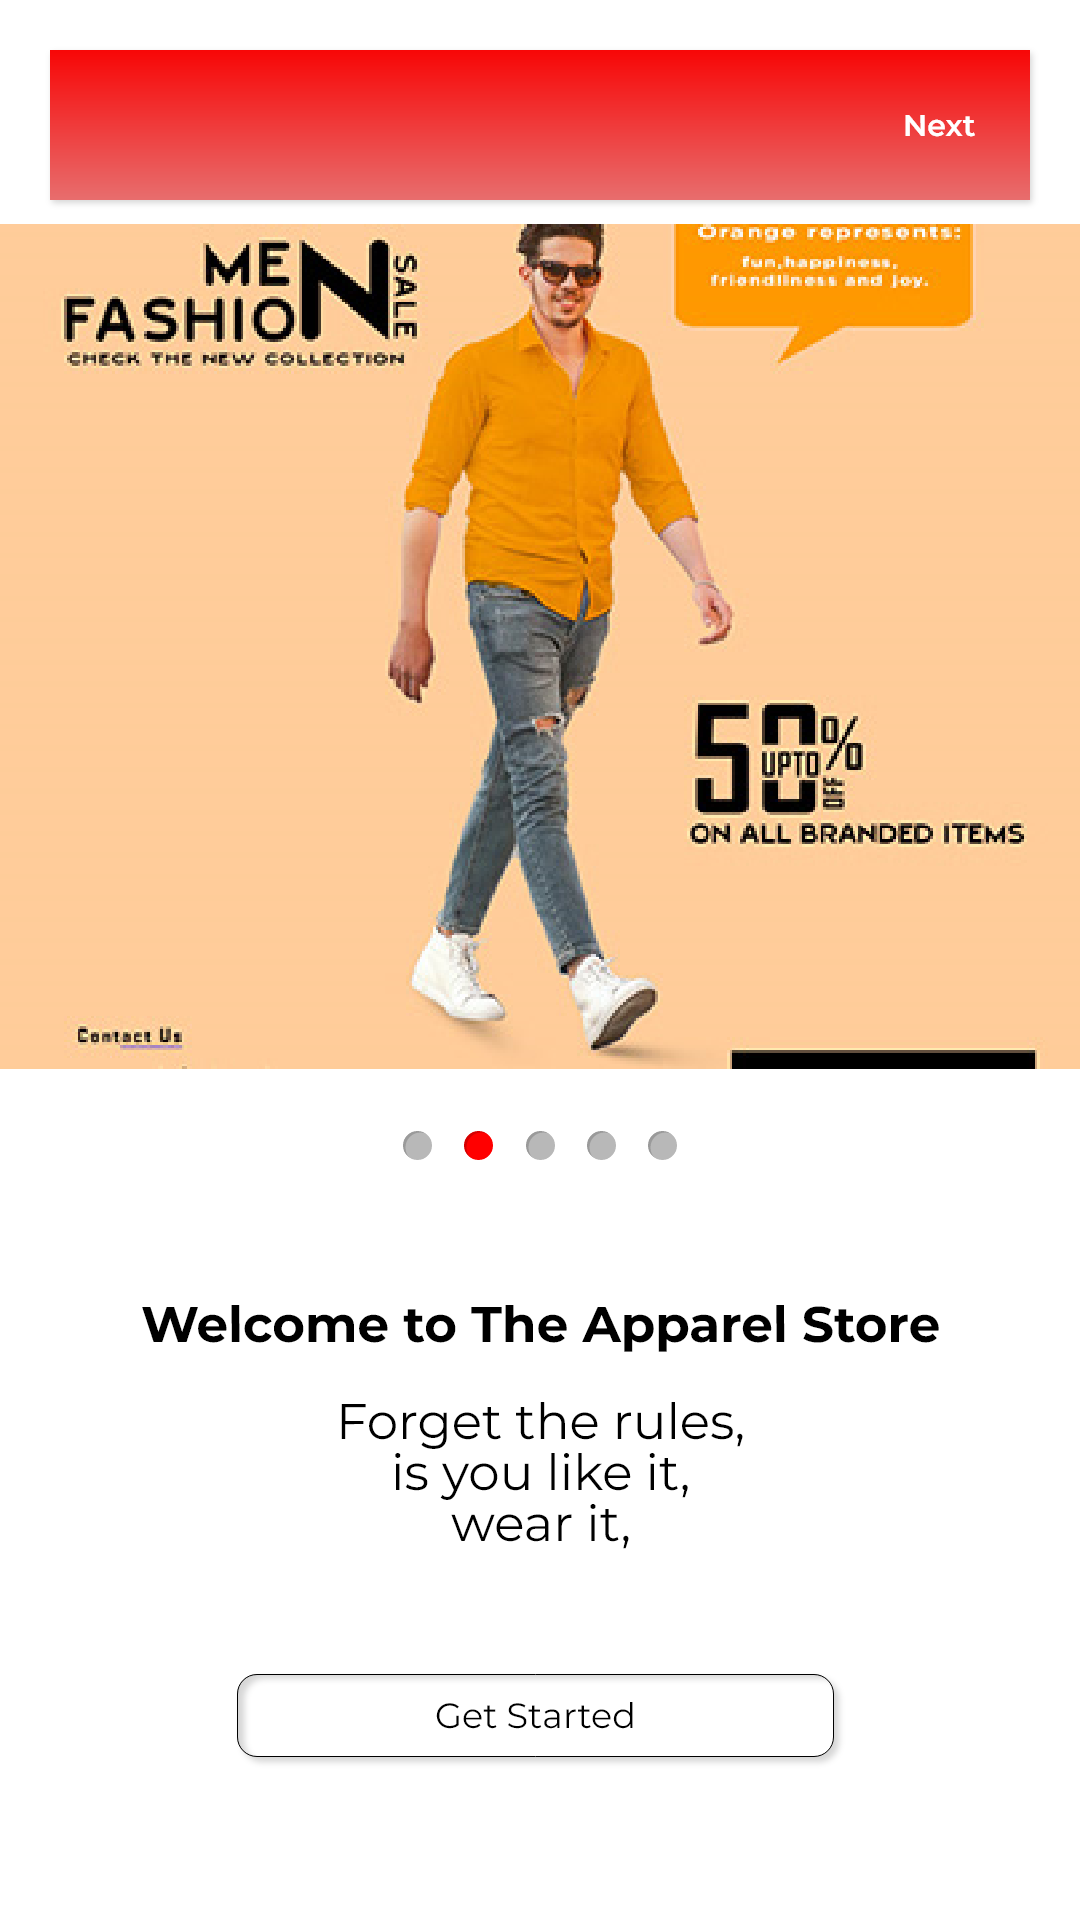 Next
MEN
FASHION
SALE
CHECK THE NEW COLLECTION
Orange represents:
fun,happiness,
friendliness and joy.
50%
UPTO
OFF
ON ALL BRANDED ITEMS
Contact Us
Welcome to The Apparel Store
Forget the rules,
is you like it,
wear it,
Get Started